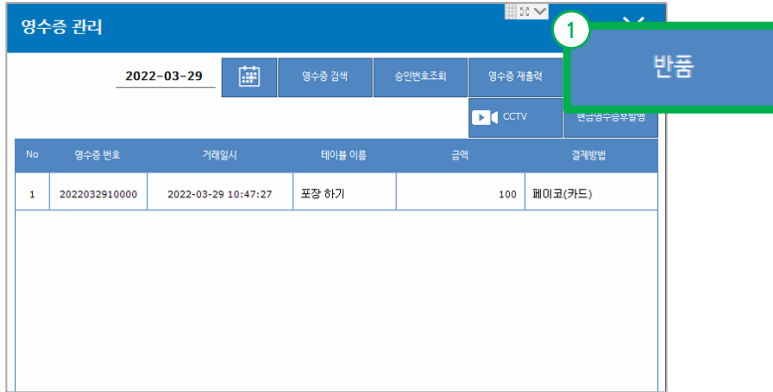 영수증 관리
1
반품
2022-03-29
영수증 검색
승인번호조회
영수증 재출력
CCTV
현금영수증후발행
No 영수증 번호 거래일시 테이블 이름 금액 결제방법
1 2022032910000 2022-03-29 10:47:27 포장 하기 100 페이코(카드)